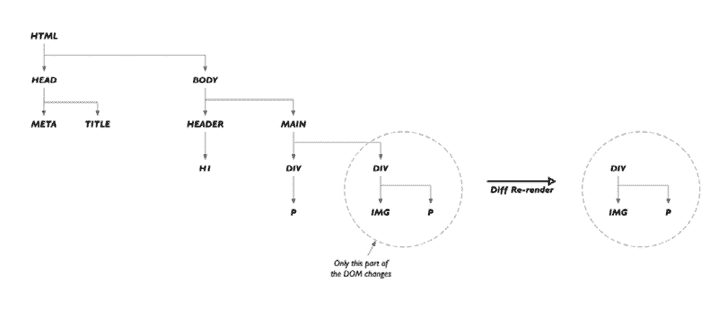 HTML
HEAD
BODY
META
TITLE
HEADER
MAIN
H1
DIV
DIV
P
IMG
P
Only this part of
the DOM changes
Diff Re-render
DIV
IMG
P